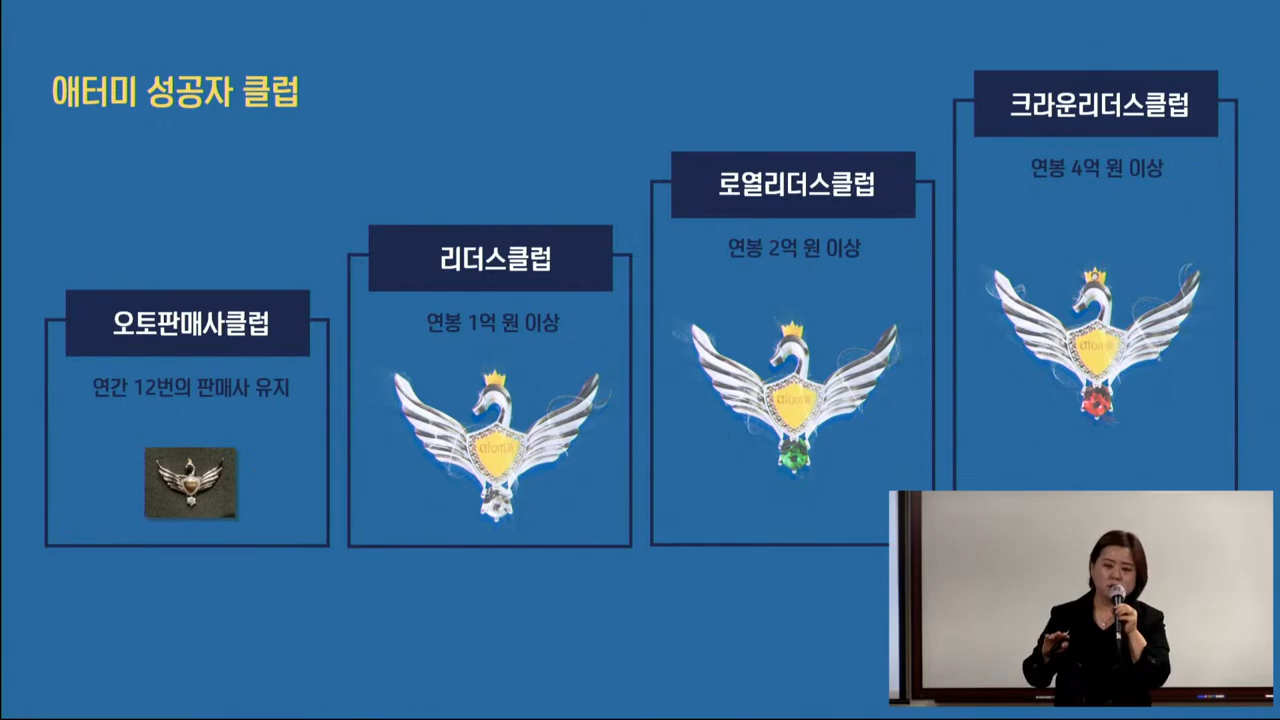 애터미 성공자 클럽
오토판매사클럽
연간 12번의 판매사 유지
리더스클럽
연봉 1억 원 이상
로열리더스클럽
연봉 2억 원 이상
크라운리더스클럽
연봉 4억 원 이상